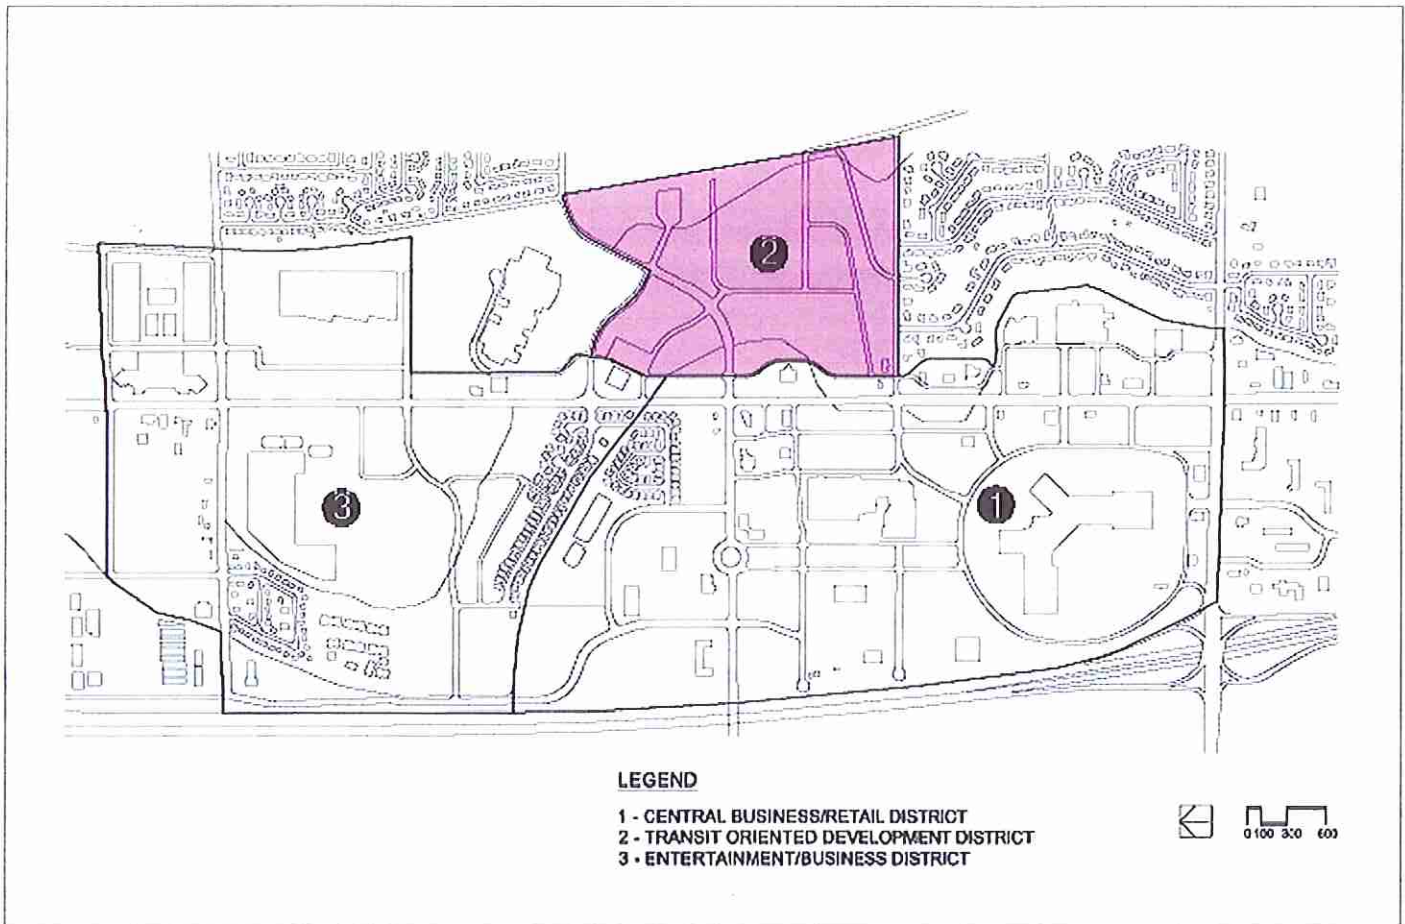 2
3
1
LEGEND
1 - CENTRAL BUSINESS/RETAIL DISTRICT
2 - TRANSIT ORIENTED DEVELOPMENT DISTRICT
3 - ENTERTAINMENT/BUSINESS DISTRICT
0 100 300 600